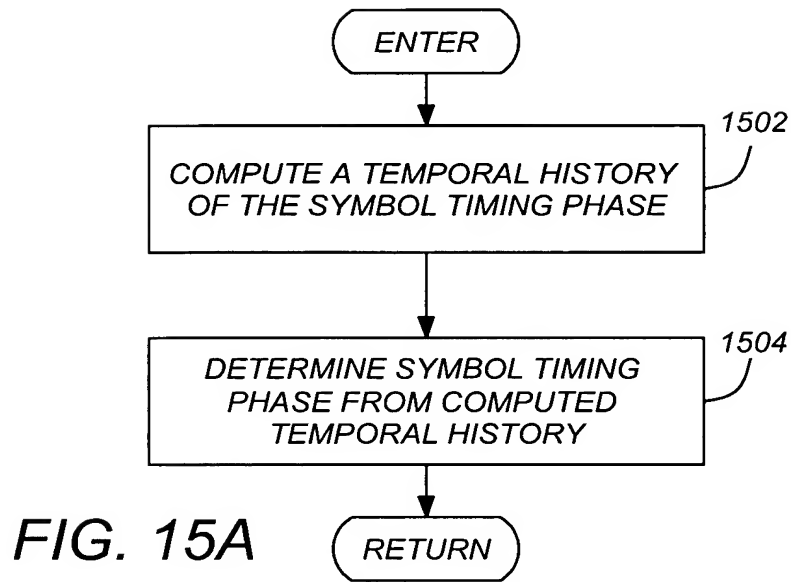 ENTER
1502
COMPUTE A TEMPORAL HISTORY
OF THE SYMBOL TIMING PHASE
1504
DETERMINE SYMBOL TIMING
PHASE FROM COMPUTED
TEMPORAL HISTORY
FIG. 15A
RETURN